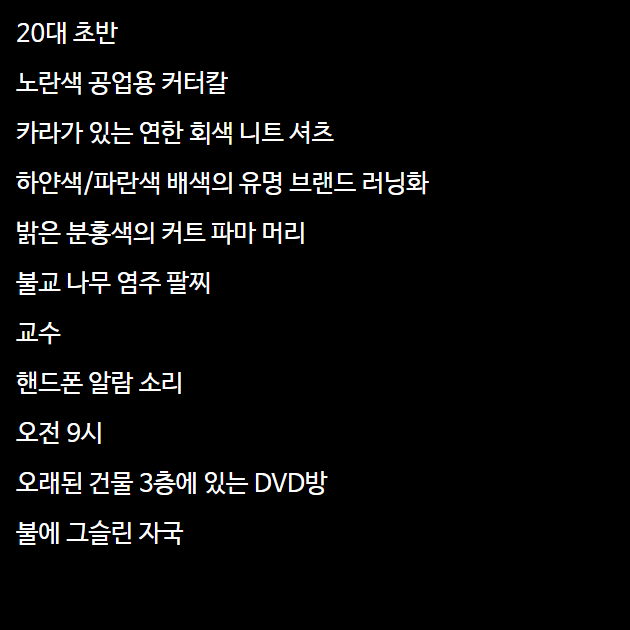 20대 초반
노란색 공업용 커터칼
카라가 있는 연한 회색 니트 셔츠
하얀색/파란색 배색의 유명 브랜드 러닝화
밝은 분홍색의 커트 파마 머리
불교 나무 염주 팔찌
교수
핸드폰 알람 소리
오전 9시
오래된 건물 3층에 있는 DVD방
불에 그슬린 자국